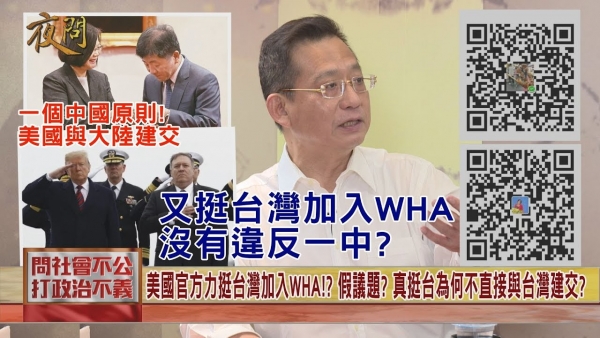 夜問
一個中國原則!
美國與大陸建交
又挺台灣加入WHA
沒有違反一中?
問社會不公
打政治不義
美國官方力挺台灣加入WHA!? 假議題? 真挺台為何不直接與台灣建交?